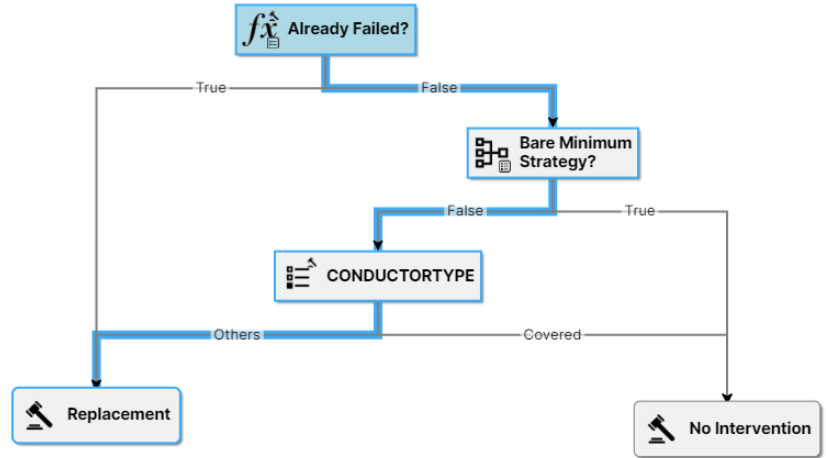 Already Failed?
True
False
Bare Minimum
Strategy?
False
True
CONDUCTORTYPE
Others
Covered
Replacement
No Intervention